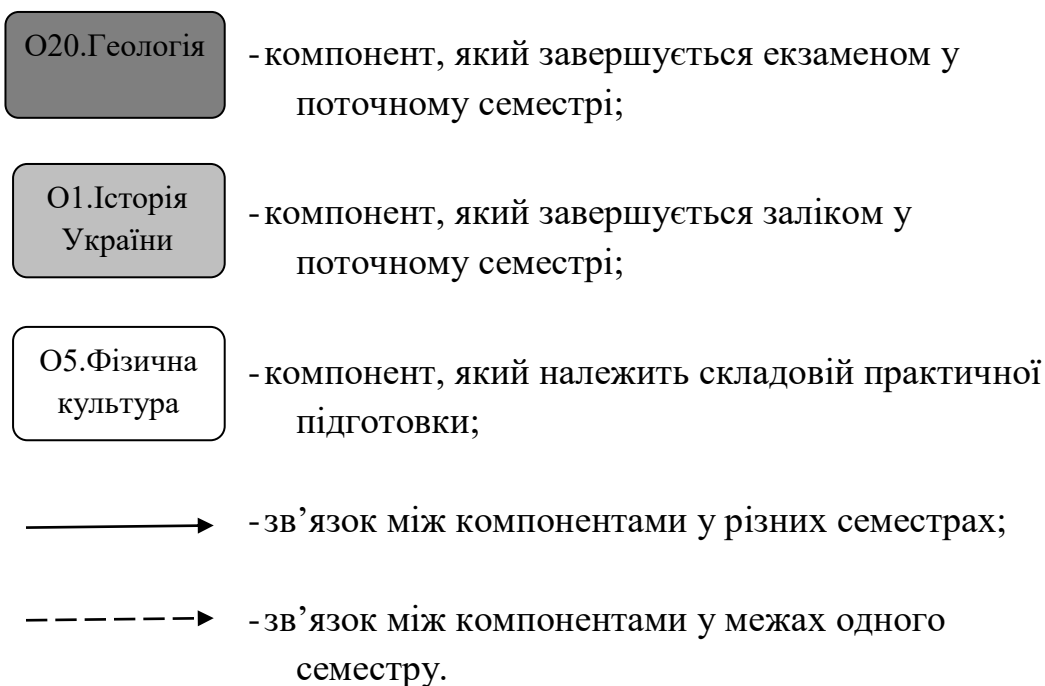 О20.Геологія
-компонент, який завершується екзаменом у
поточному семестрі;
О1.Історія
України
-компонент, який завершується заліком у
поточному семестрі;
О5.Фізична
культура
-компонент, який належить складовій практичної
підготовки;
-зв’язок між компонентами у різних семестрах;
-зв’язок між компонентами у межах одного
семестру.